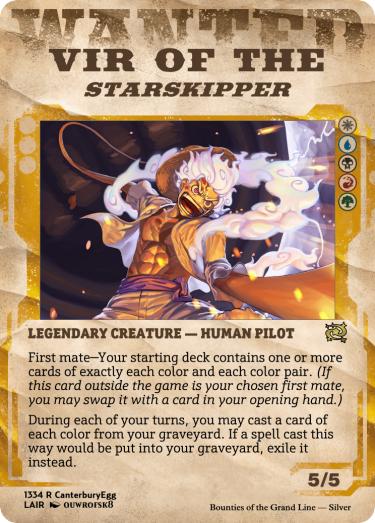 WANTED
VIR OF THE
STARSKIPPER
LEGENDARY CREATURE — HUMAN PILOT
First mate—Your starting deck contains one or more
cards of exactly each color and each color pair. (If
this card outside the game is your chosen first mate,
you may swap it with a card in your opening hand.)
During each of your turns, you may cast a card of
each color from your graveyard. If a spell cast this
way would be put into your graveyard, exile it
instead.
5/5
1334 R CanterburyEgg
LAIR OUWROFSK8
Bounties of the Grand Line — Silver